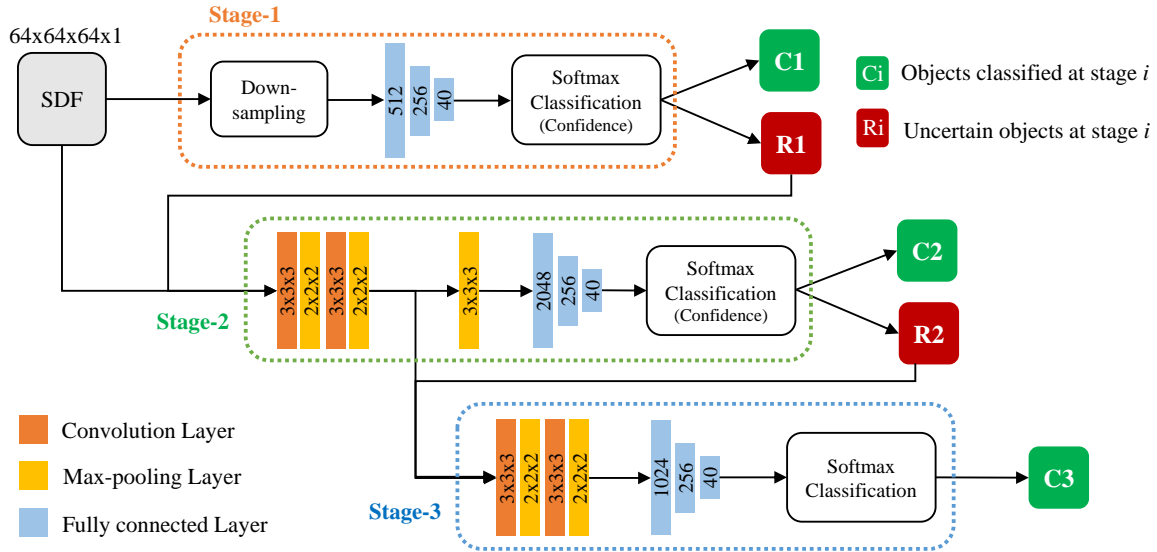 Stage-1
64x64x64x1
SDF
Down-
sampling
512
256
40
Softmax
Classification
(Confidence)
C1
R1
Ci Objects classified at stage i
Ri Uncertain objects at stage i
Stage-2
3x3x3
2x2x2
3x3x3
2x2x2
3x3x3
2048
256
40
Softmax
Classification
(Confidence)
C2
R2
Convolution Layer
Max-pooling Layer
Fully connected Layer
Stage-3
3x3x3
2x2x2
3x3x3
2x2x2
1024
256
40
Softmax
Classification
C3